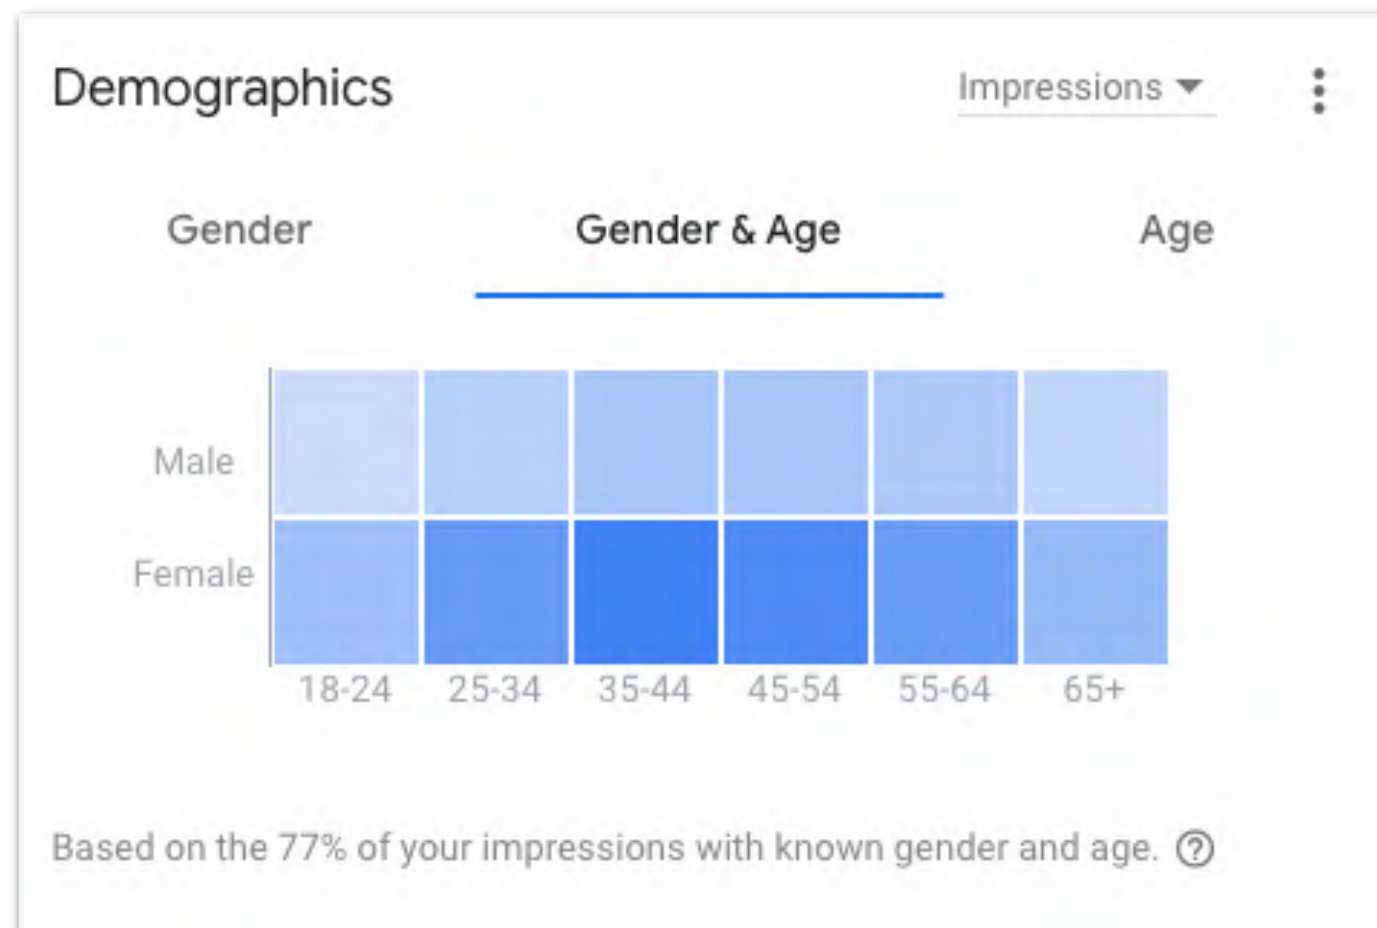 Demographics
Impressions
Gender
Gender & Age
Age
Male
Female
18-24 25-34 35-44 45-54 55-64 65+
Based on the 77% of your impressions with known gender and age. ?